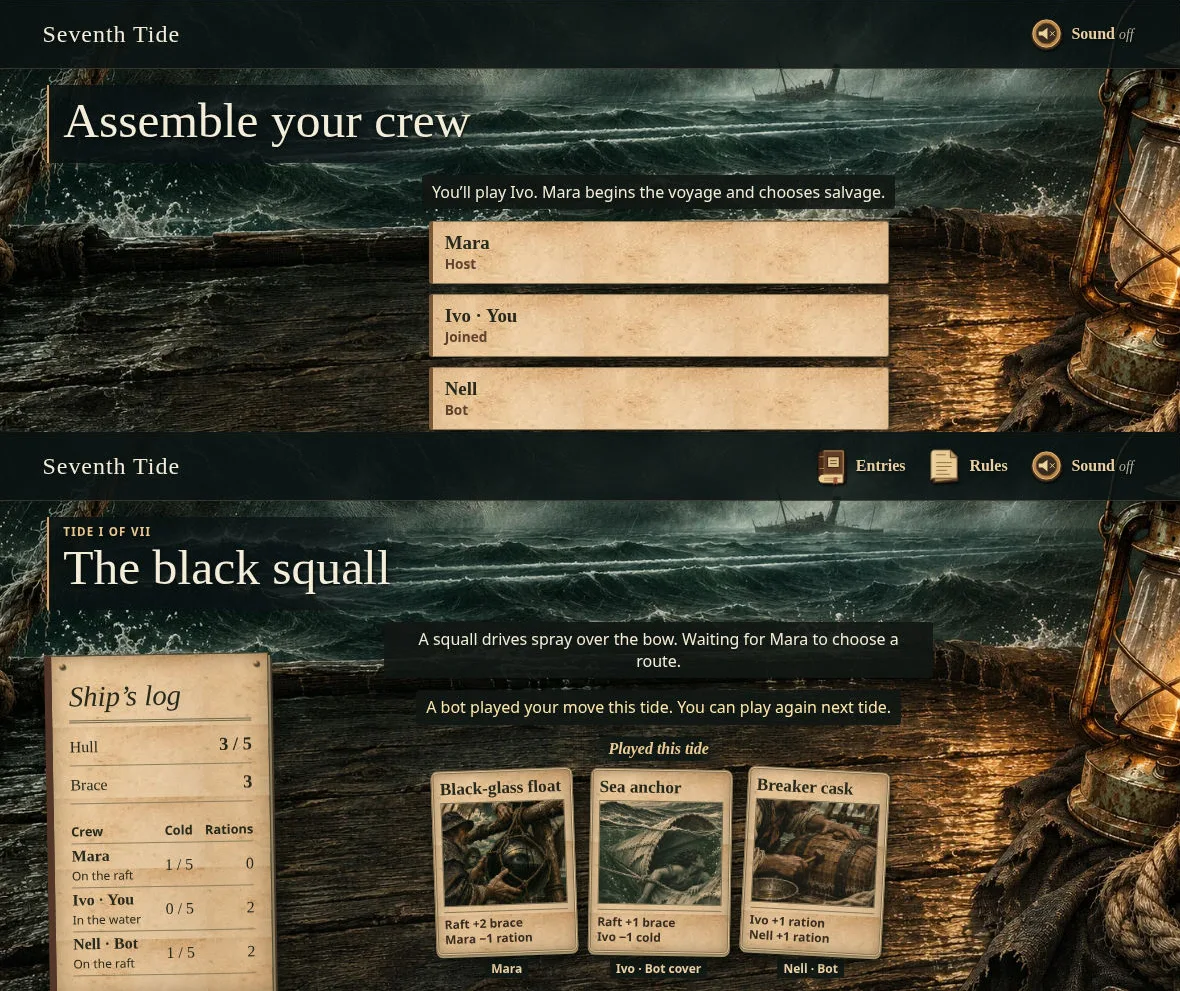 Seventh Tide
Sound off
Assemble your crew
You'll play Ivo. Mara begins the voyage and chooses salvage.
Mara
Host
Ivo · You
Joined
Nell
Bot
Seventh Tide
Entries
Rules
Sound off
TIDE I OF VII
The black squall
A squall drives spray over the bow. Waiting for Mara to choose a
route.
A bot played your move this tide. You can play again next tide.
Ship's log
Hull 3 / 5
Brace 3
Crew Cold Rations
Mara 1 / 5 0
On the raft
Ivo · You 0 / 5 2
In the water
Nell · Bot 1 / 5 2
On the raft
Played this tide
Black-glass float
Raft +2 brace
Mara −1 ration
Mara
Sea anchor
Raft +1 brace
Ivo −1 cold
Ivo · Bot cover
Breaker cask
Ivo +1 ration
Nell +1 ration
Nell · Bot